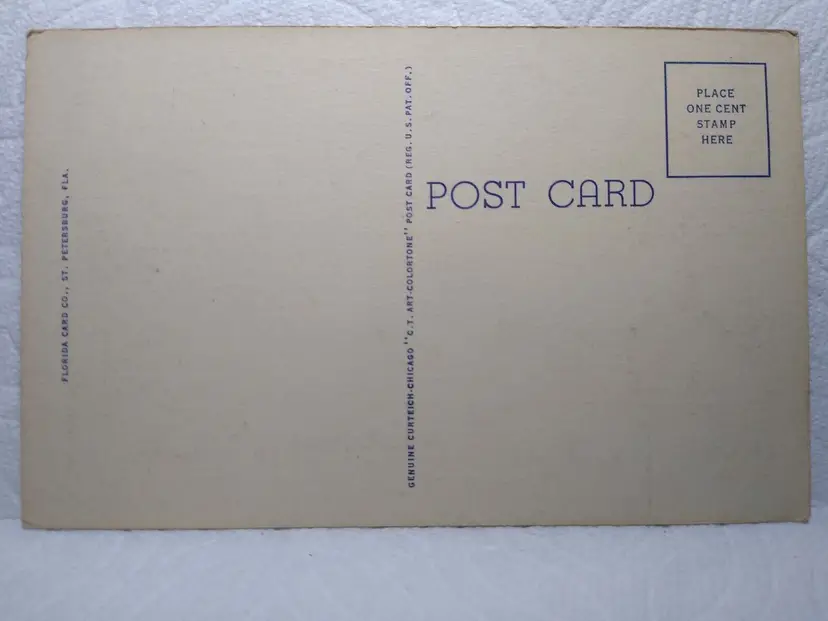 FLORIDA CARD CO., ST. PETERSBURG, FLA.
GENUINE CURTEICH-CHICAGO "C.T. ART-COLORTONE" POST CARD (REG. U.S. PAT. OFF.)
POST CARD
PLACE
ONE CENT
STAMP
HERE